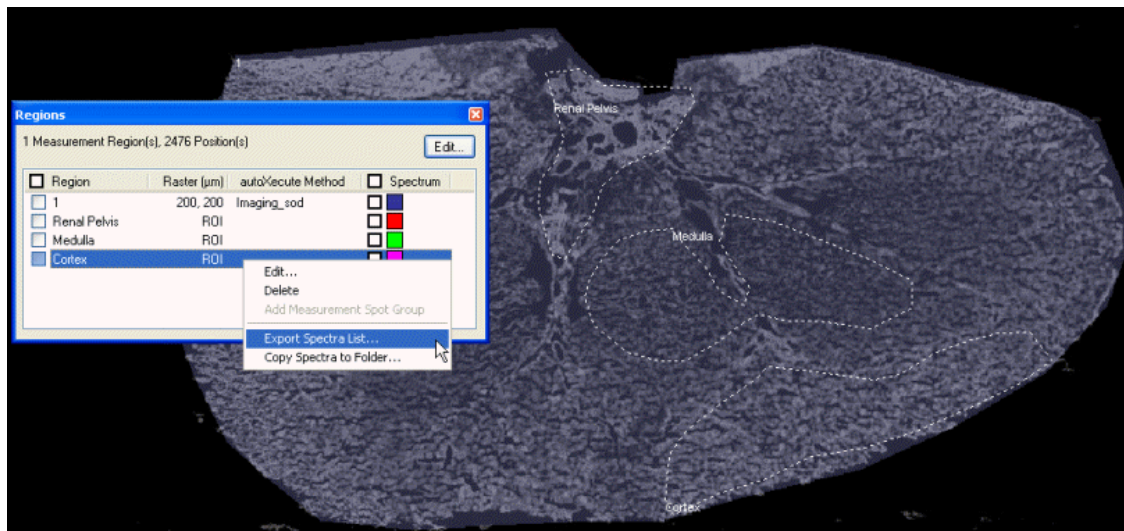 1
Renal Pelvis
Regions
1 Measurement Region(s), 2476 Position(s)
Edit...
Region Raster (µm) autoXecute Method Spectrum
1 200, 200 Imaging_sod
Renal Pelvis ROI
Medulla ROI
Cortex ROI
Edit...
Delete
Add Measurement Spot Group
Export Spectra List...
Copy Spectra to Folder...
Medulla
Cortex